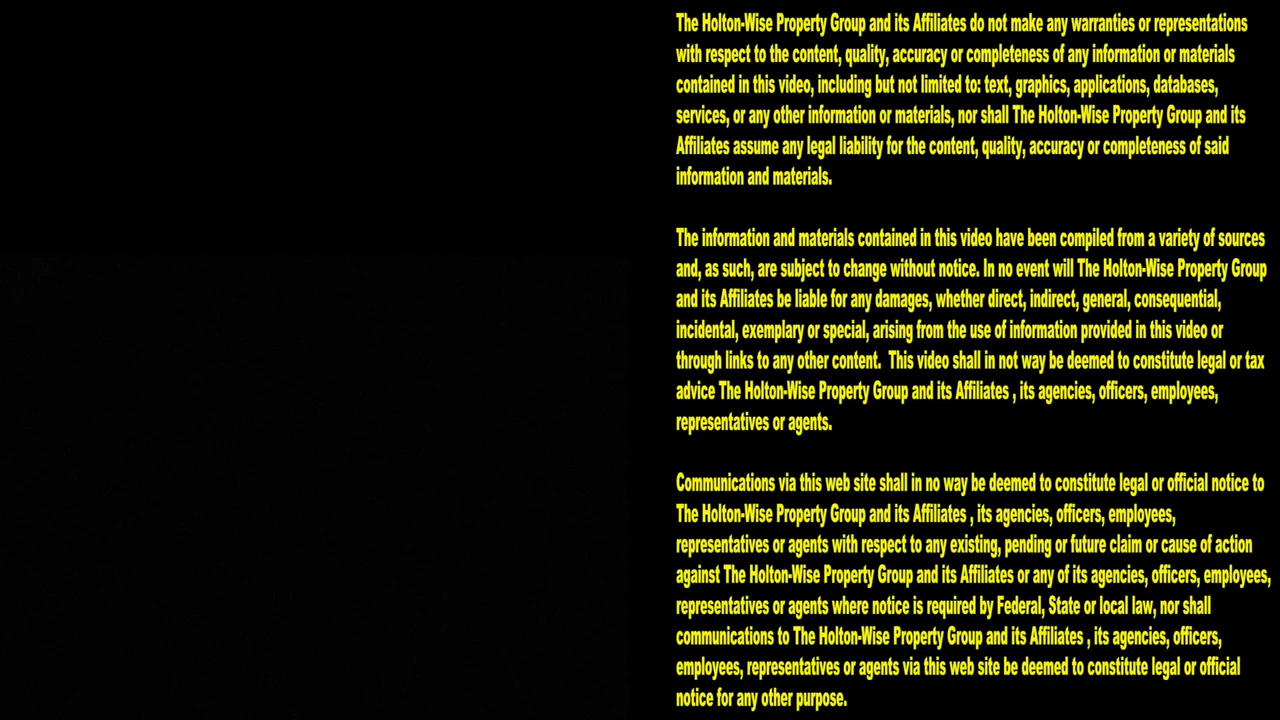 The Holton-Wise Property Group and its Affiliates do not make any warranties or representations
with respect to the content, quality, accuracy or completeness of any information or materials
contained in this video, including but not limited to: text, graphics, applications, databases,
services, or any other information or materials, nor shall The Holton-Wise Property Group and its
Affiliates assume any legal liability for the content, quality, accuracy or completeness of said
information and materials.
The information and materials contained in this video have been compiled from a variety of sources
and, as such, are subject to change without notice. In no event will The Holton-Wise Property Group
and its Affiliates be liable for any damages, whether direct, indirect, general, consequential,
incidental, exemplary or special, arising from the use of information provided in this video or
through links to any other content.  This video shall in not way be deemed to constitute legal or tax
advice The Holton-Wise Property Group and its Affiliates , its agencies, officers, employees,
representatives or agents.
Communications via this web site shall in no way be deemed to constitute legal or official notice to
The Holton-Wise Property Group and its Affiliates , its agencies, officers, employees,
representatives or agents with respect to any existing, pending or future claim or cause of action
against The Holton-Wise Property Group and its Affiliates or any of its agencies, officers, employees,
representatives or agents where notice is required by Federal, State or local law, nor shall
communications to The Holton-Wise Property Group and its Affiliates , its agencies, officers,
employees, representatives or agents via this web site be deemed to constitute legal or official
notice for any other purpose.